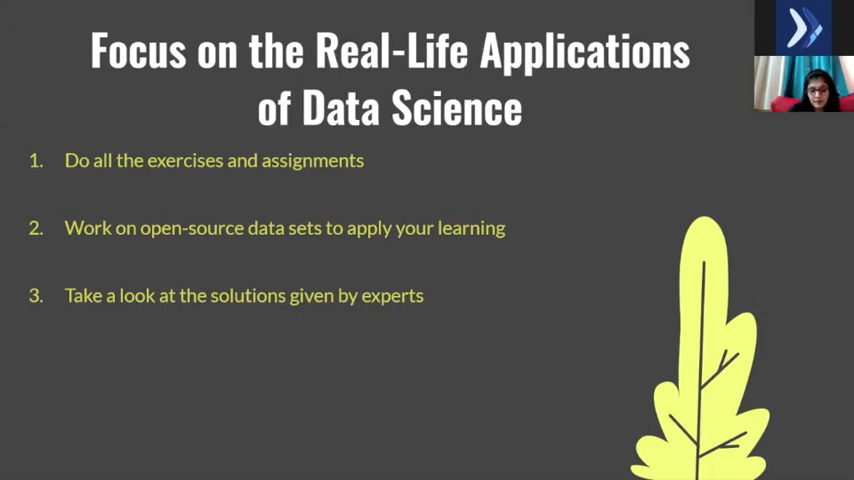 Focus on the Real-Life Applications
of Data Science
1. Do all the exercises and assignments
2. Work on open-source data sets to apply your learning
3. Take a look at the solutions given by experts